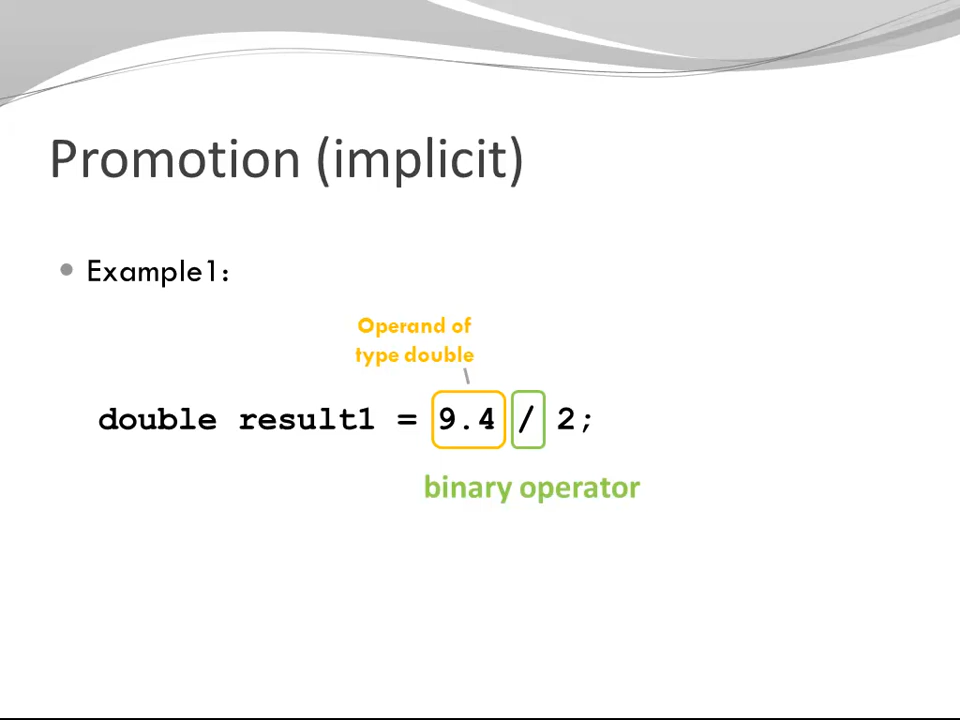 Promotion (implicit)
Example1:
Operand of
type double
double result1 = 9.4 / 2;
binary operator